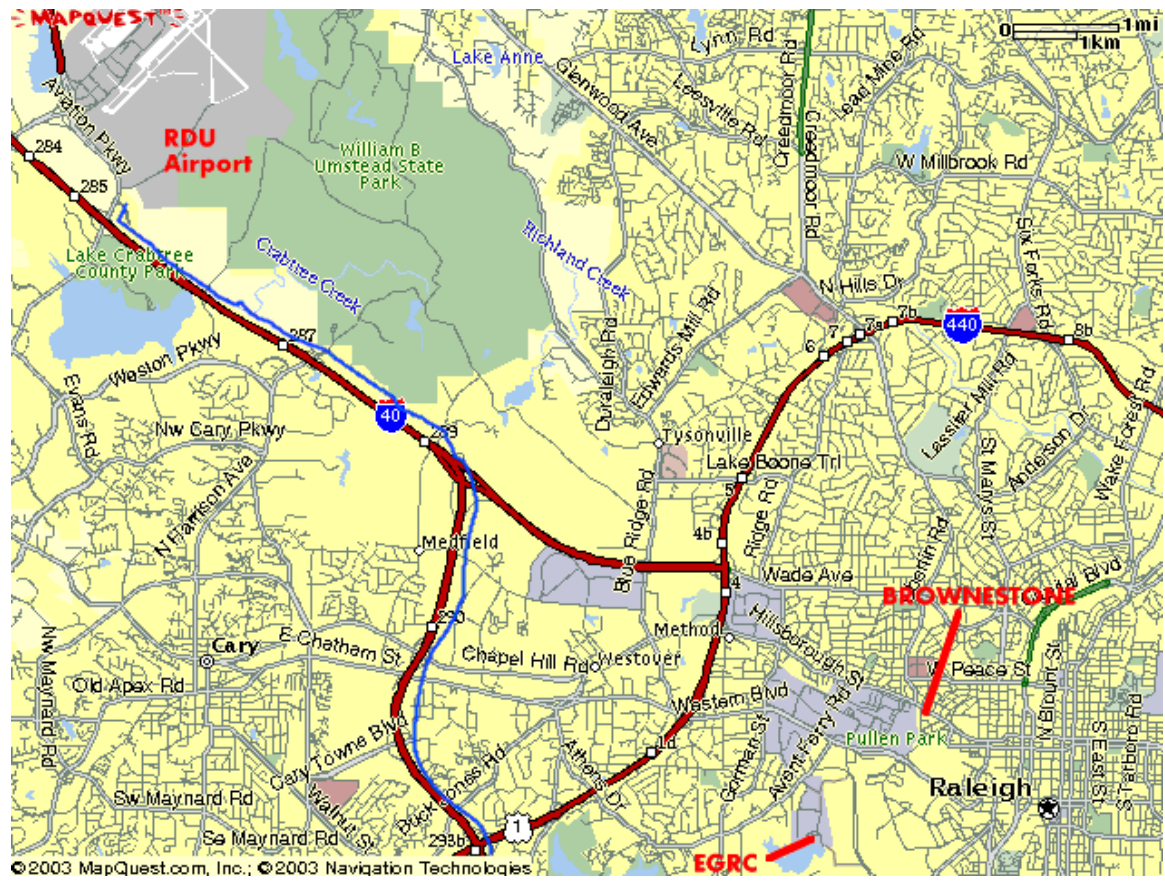 MAPQUEST
Lynn Rd
0 1mi
1km
Lake Anne
Glenwood Ave
Leesville Rd
Creedmoor Rd
Creedmoor Rd
Lead Mine Rd
Aviation Pkwy
RDU
Airport
William B
Umstead State
Park
W Millbrook Rd
284
285
Six Forks Rd
Richland Creek
Crabtree Creek
Lake Crabtree
County Park
N Hills Dr
7b
7a
7
6
440
8b
287
Weston Pkwy
Edwards Mill Rd
Duraleigh Rd
Evans Rd
40
Nw Cary Pkwy
289
Tysonville
Lake Boone Trl
Lassiter Mill Rd
St Marys St
Anderson Dr
Wake Forest Rd
N Harrison Ave
5
Ridge Rd
Blue Ridge Rd
4b
Medfield
Wade Ave
4
BROWNESTONE
290
Method
Hillsborough St
E Chatham St
Chapel Hill Rd
Westover
Cary
Nw Maynard Rd
W Peace St
Old Apex Rd
Western Blvd
N Blount St
Cary Towne Blvd
1d
Gorman St
Avent Ferry Rd
Pullen Park
S East St
S Tarboro Rd
Buck Jones Rd
Athens Dr
Raleigh
Sw Maynard Rd
Walnut St
Se Maynard Rd
293b
1
EGRC
©2003 MapQuest.com, Inc.; ©2003 Navigation Technologies